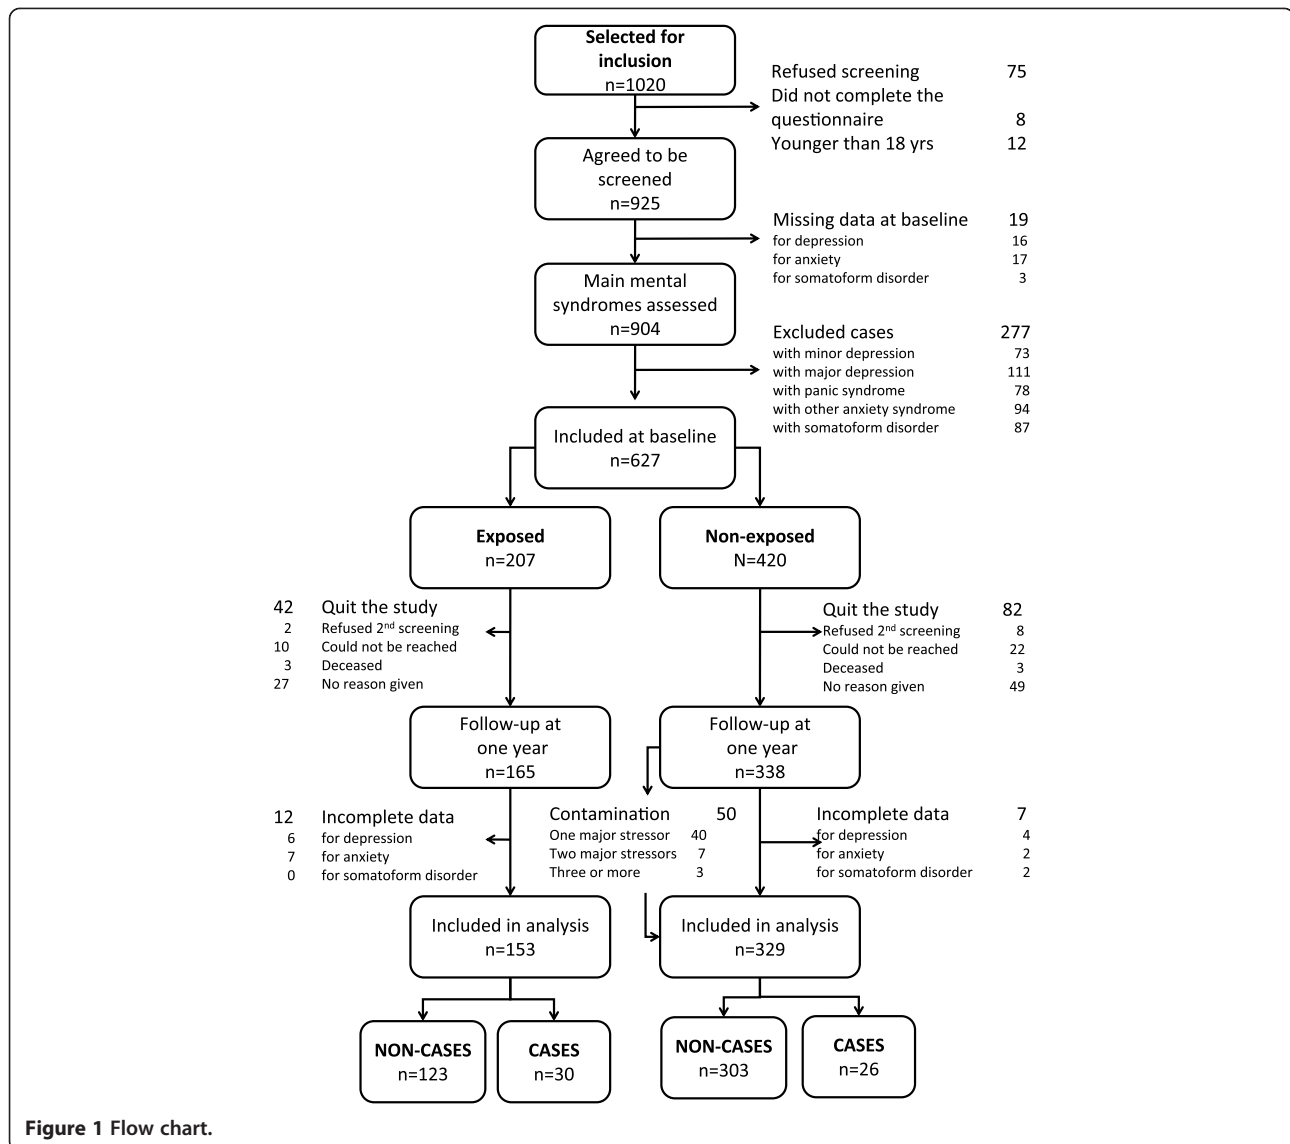 Selected for
inclusion
n=1020
Refused screening 75
Did not complete the
questionnaire 8
Younger than 18 yrs 12
Agreed to be
screened
n=925
Missing data at baseline 19
for depression 16
for anxiety 17
for somatoform disorder 3
Main mental
syndromes assessed
n=904
Excluded cases 277
with minor depression 73
with major depression 111
with panic syndrome 78
with other anxiety syndrome 94
with somatoform disorder 87
Included at baseline
n=627
Exposed
n=207
Non-exposed
N=420
42 Quit the study
2 Refused 2nd screening
10 Could not be reached
3 Deceased
27 No reason given
Quit the study 82
Refused 2nd screening 8
Could not be reached 22
Deceased 3
No reason given 49
Follow-up at
one year
n=165
Follow-up at
one year
n=338
12 Incomplete data
6 for depression
7 for anxiety
0 for somatoform disorder
Contamination 50
One major stressor 40
Two major stressors 7
Three or more 3
Incomplete data 7
for depression 4
for anxiety 2
for somatoform disorder 2
Included in analysis
n=153
Included in analysis
n=329
NON-CASES
n=123
CASES
n=30
NON-CASES
n=303
CASES
n=26
Figure 1 Flow chart.